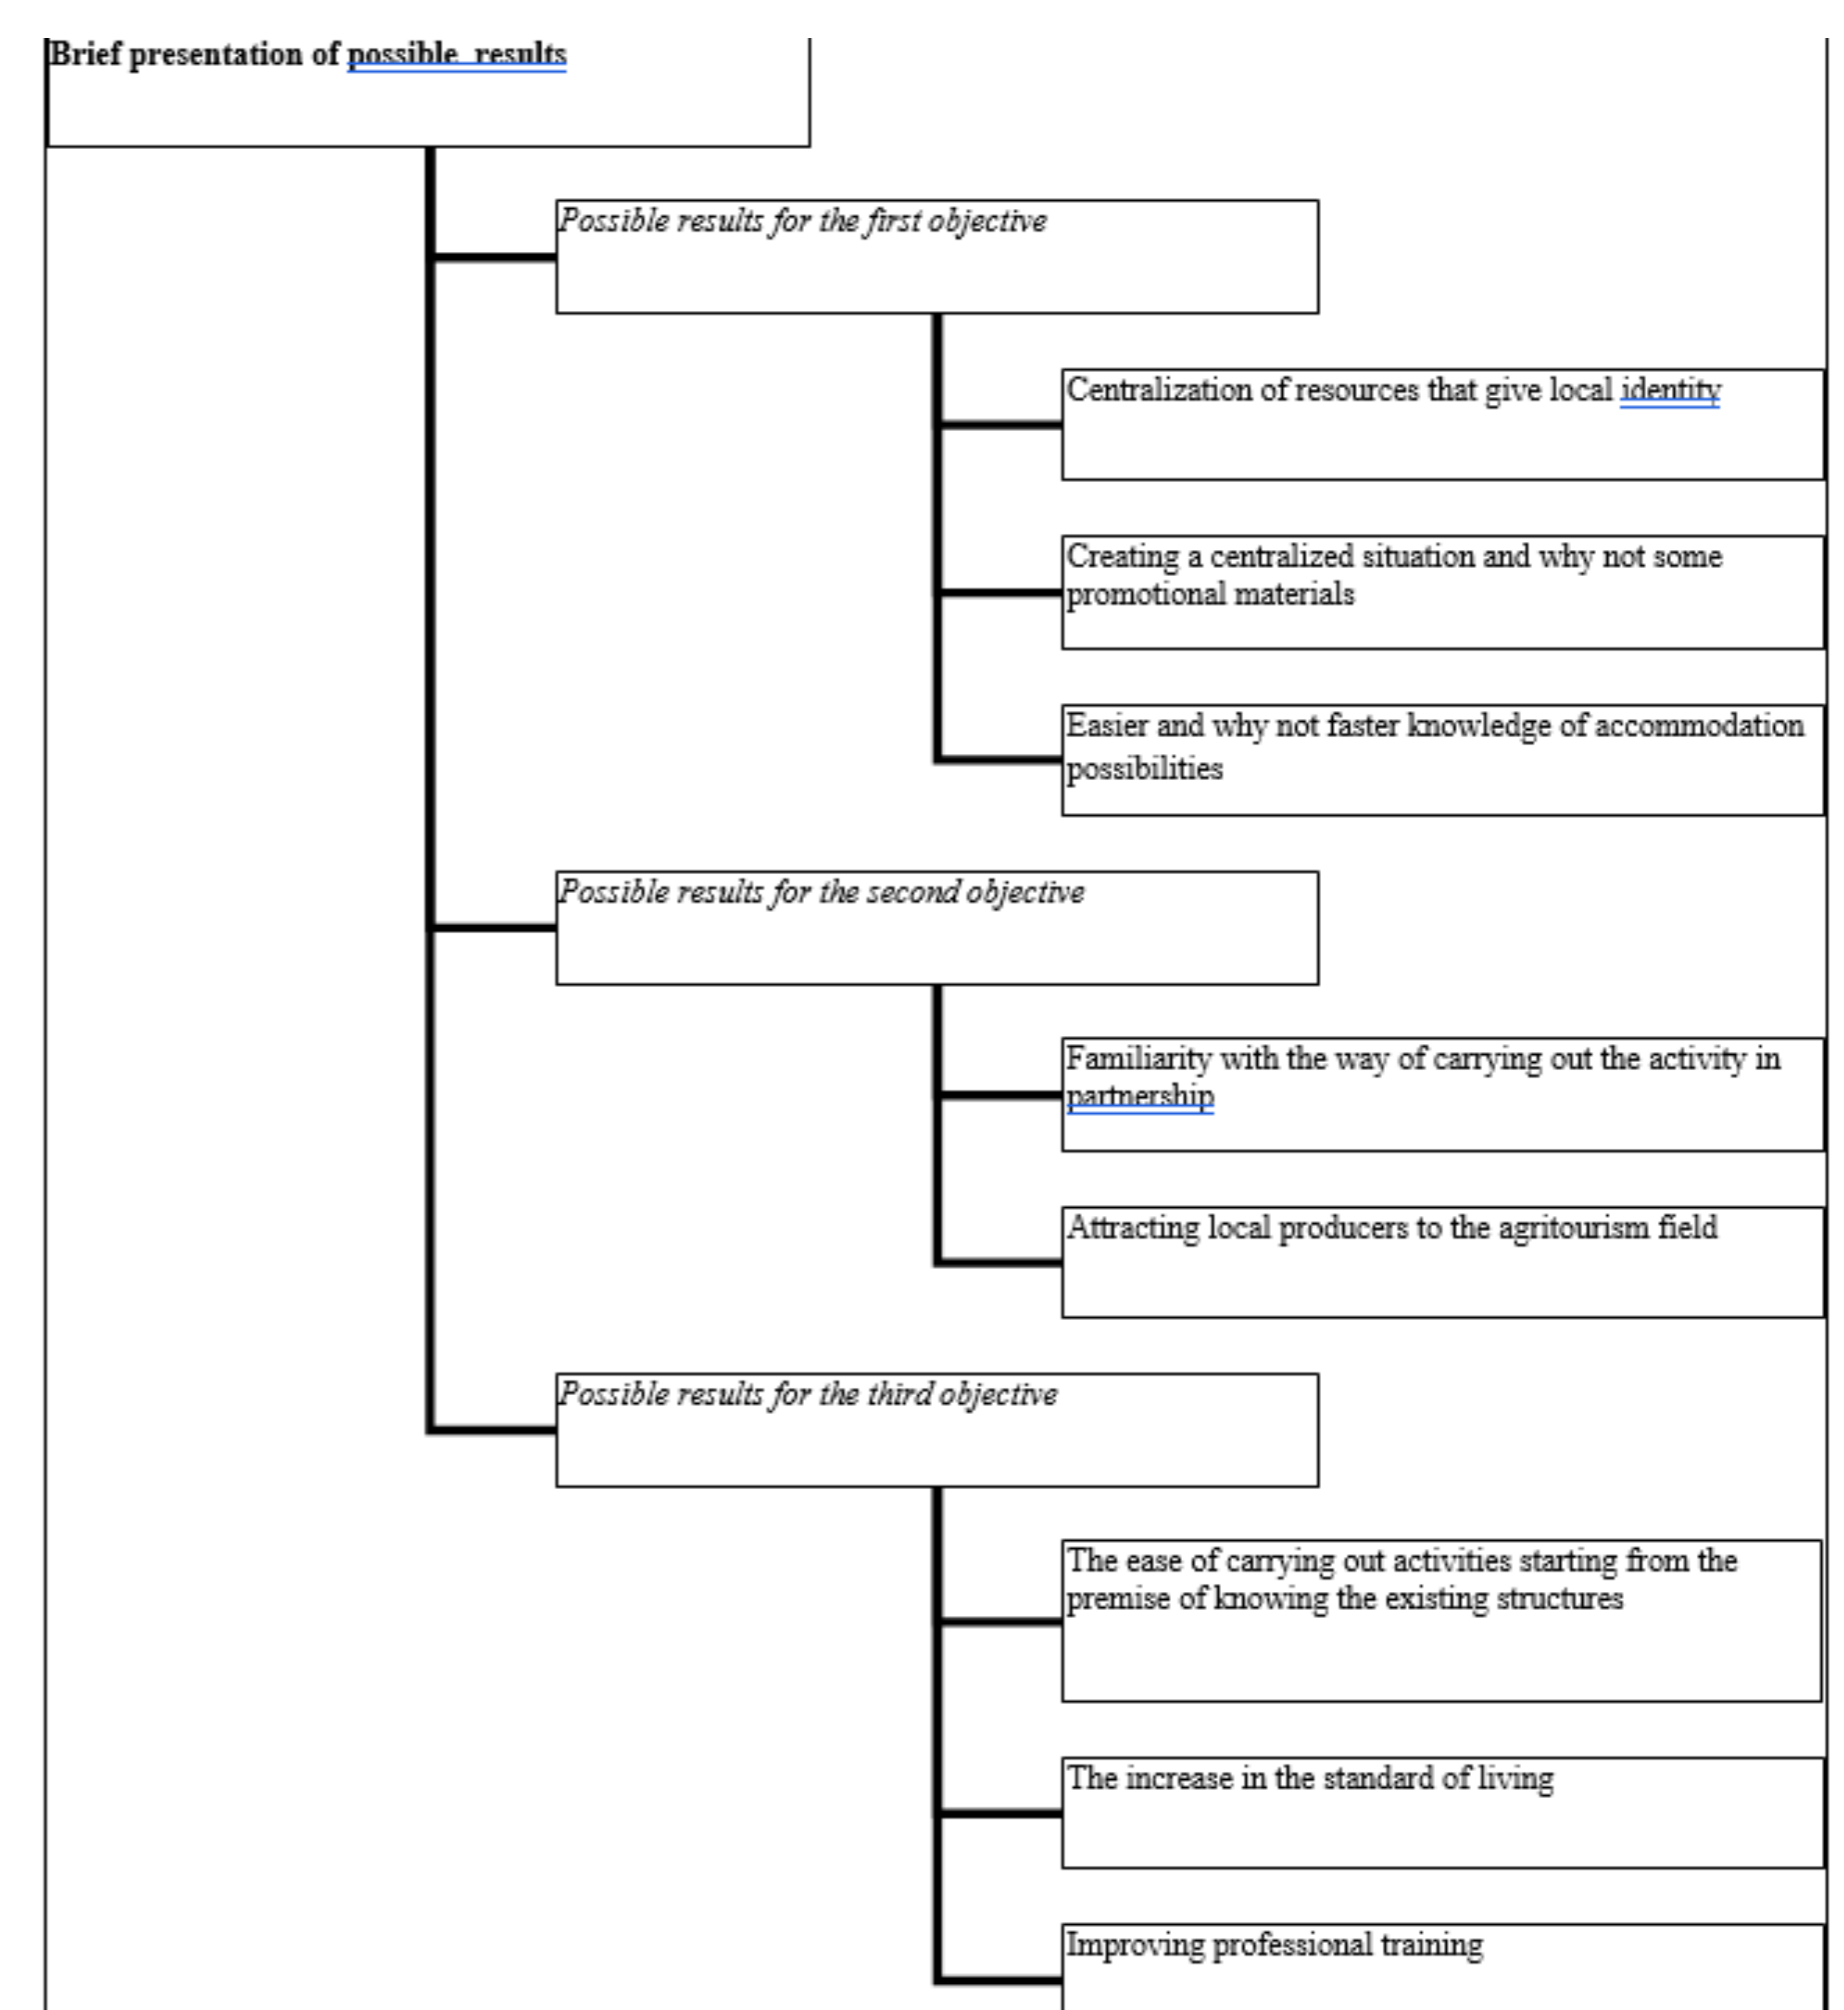 Brief presentation of possible  results
Possible results for the first objective
Centralization of resources that give local identity
Creating a centralized situation and why not some
promotional materials
Easier and why not faster knowledge of accommodation
possibilities
Possible results for the second objective
Familiarity with the way of carrying out the activity in
partnership
Attracting local producers to the agritourism field
Possible results for the third objective
The ease of carrying out activities starting from the
premise of knowing the existing structures
The increase in the standard of living
Improving professional training